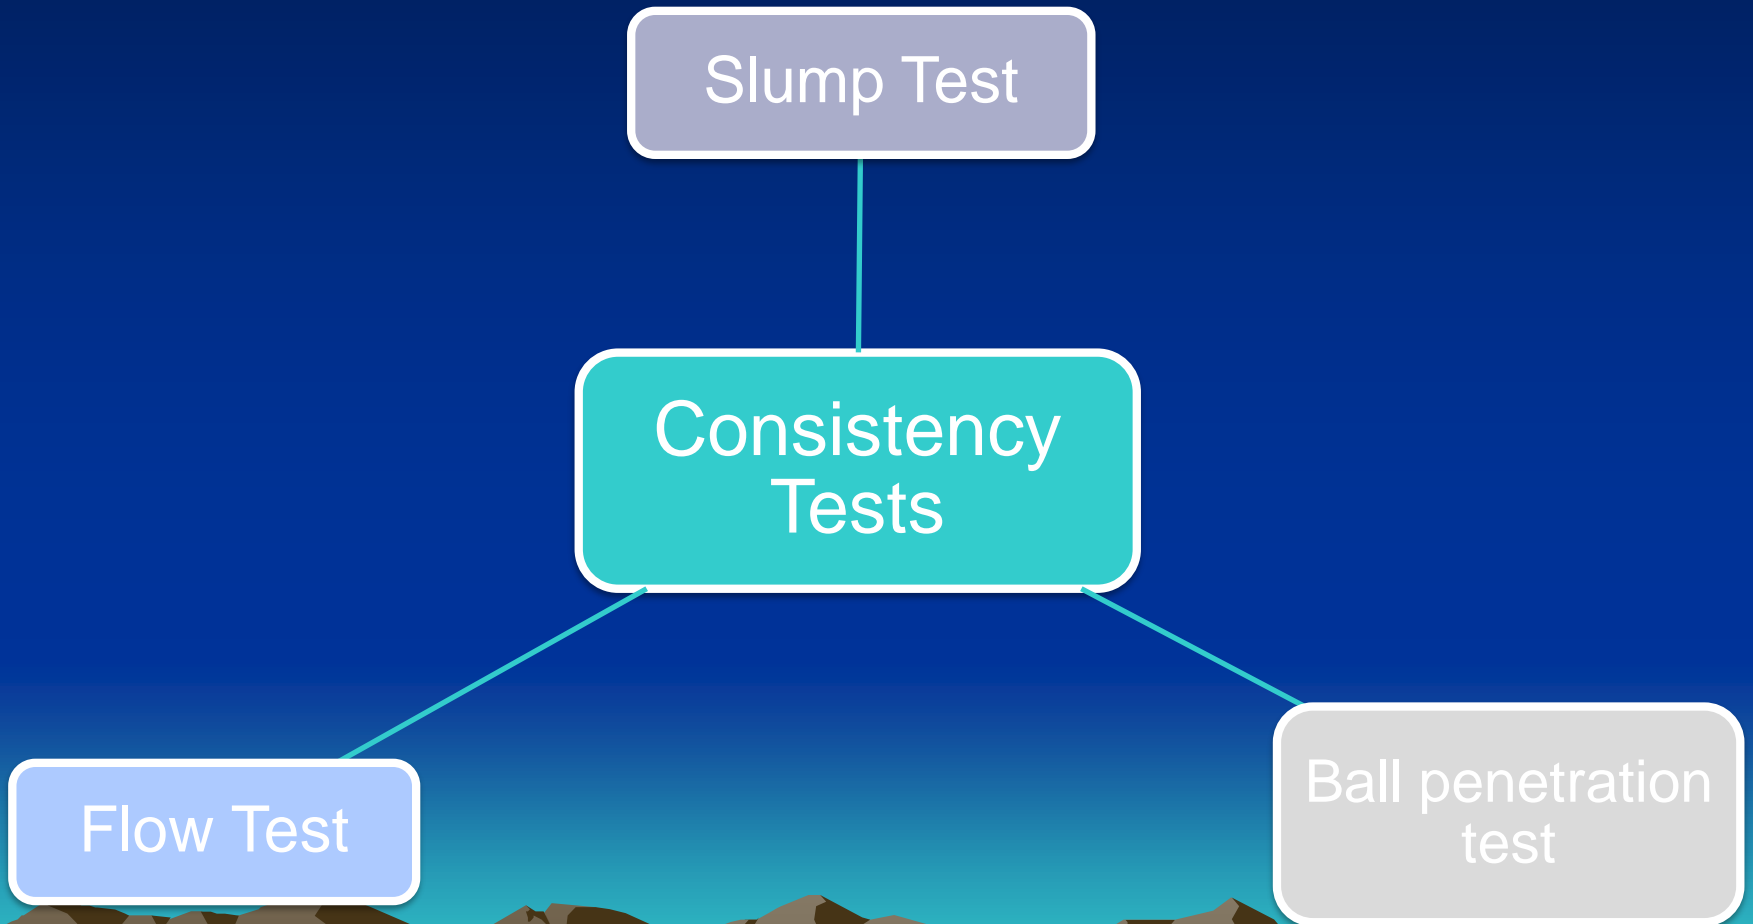 Slump Test
Consistency
Tests
Flow Test
Ball penetration
test